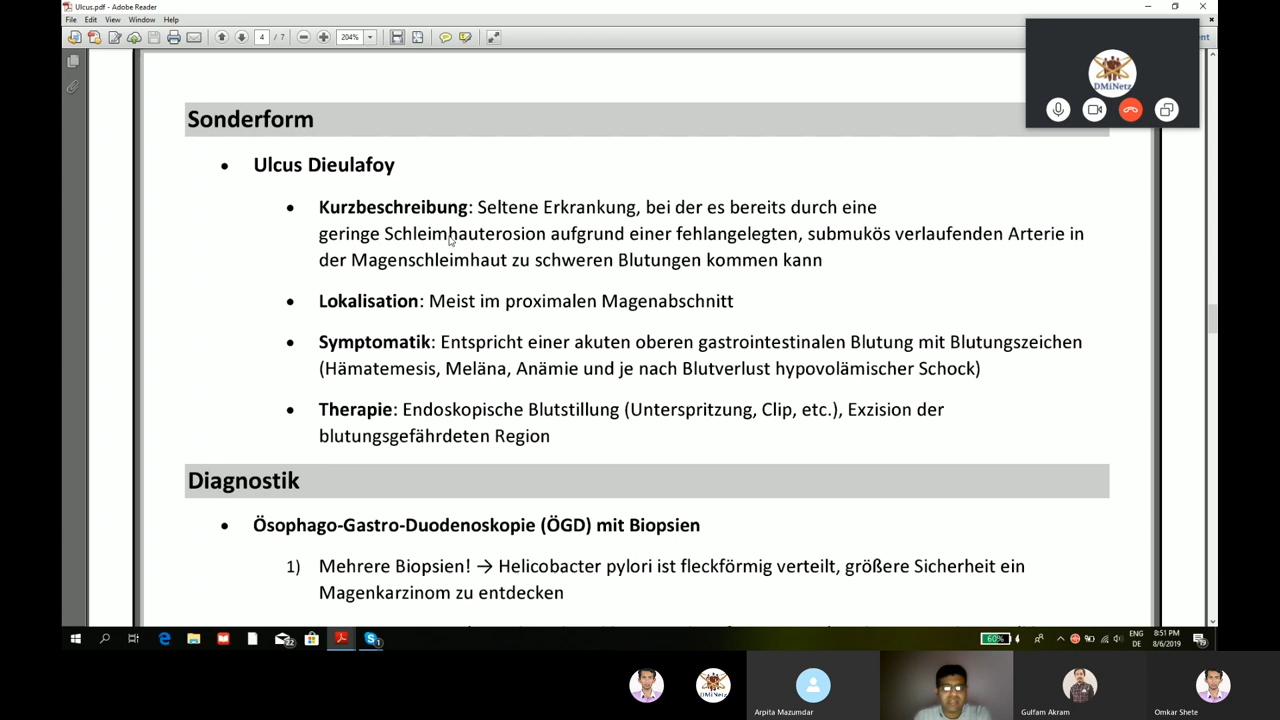 Ulcus.pdf - Adobe Reader
File Edit View Window Help
4 / 7
204%
DMiNetz
Sonderform
• Ulcus Dieulafoy
• Kurzbeschreibung: Seltene Erkrankung, bei der es bereits durch eine
geringe Schleimhauterosion aufgrund einer fehlangelegten, submukös verlaufenden Arterie in
der Magenschleimhaut zu schweren Blutungen kommen kann
• Lokalisation: Meist im proximalen Magenabschnitt
• Symptomatik: Entspricht einer akuten oberen gastrointestinalen Blutung mit Blutungszeichen
(Hämatemesis, Meläna, Anämie und je nach Blutverlust hypovolämischer Schock)
• Therapie: Endoskopische Blutstillung (Unterspritzung, Clip, etc.), Exzision der
blutungsgefährdeten Region
Diagnostik
• Ösophago-Gastro-Duodenoskopie (ÖGD) mit Biopsien
1) Mehrere Biopsien! → Helicobacter pylori ist fleckförmig verteilt, größere Sicherheit ein
Magenkarzinom zu entdecken
22
60%
ENG
DE
8:51 PM
8/6/2019
DMiNetz
Arpita Mazumdar
Gulfam Akram
Omkar Shete